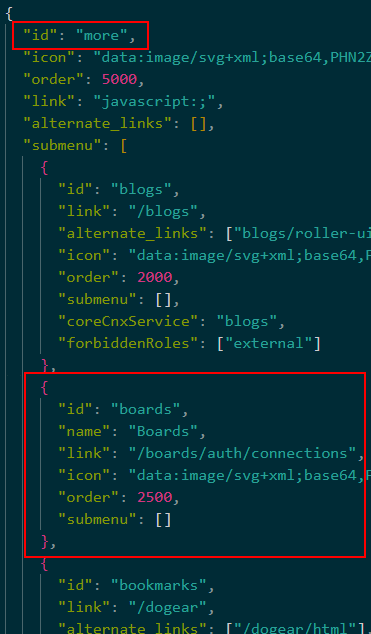 {
"id": "more",
"icon": "data:image/svg+xml;base64,PHN2Z
"order": 5000,
"link": "javascript:;",
"alternate_links": [],
"submenu": [
{
"id": "blogs",
"link": "/blogs",
"alternate_links": ["blogs/roller-ui
"icon": "data:image/svg+xml;base64,P
"order": 2000,
"submenu": [],
"coreCnxService": "blogs",
"forbiddenRoles": ["external"]
},
{
"id": "boards",
"name": "Boards",
"link": "/boards/auth/connections",
"icon": "data:image/svg+xml;base64,P
"order": 2500,
"submenu": []
},
{
"id": "bookmarks",
"link": "/dogear",
"alternate_links": ["/dogear/html"]